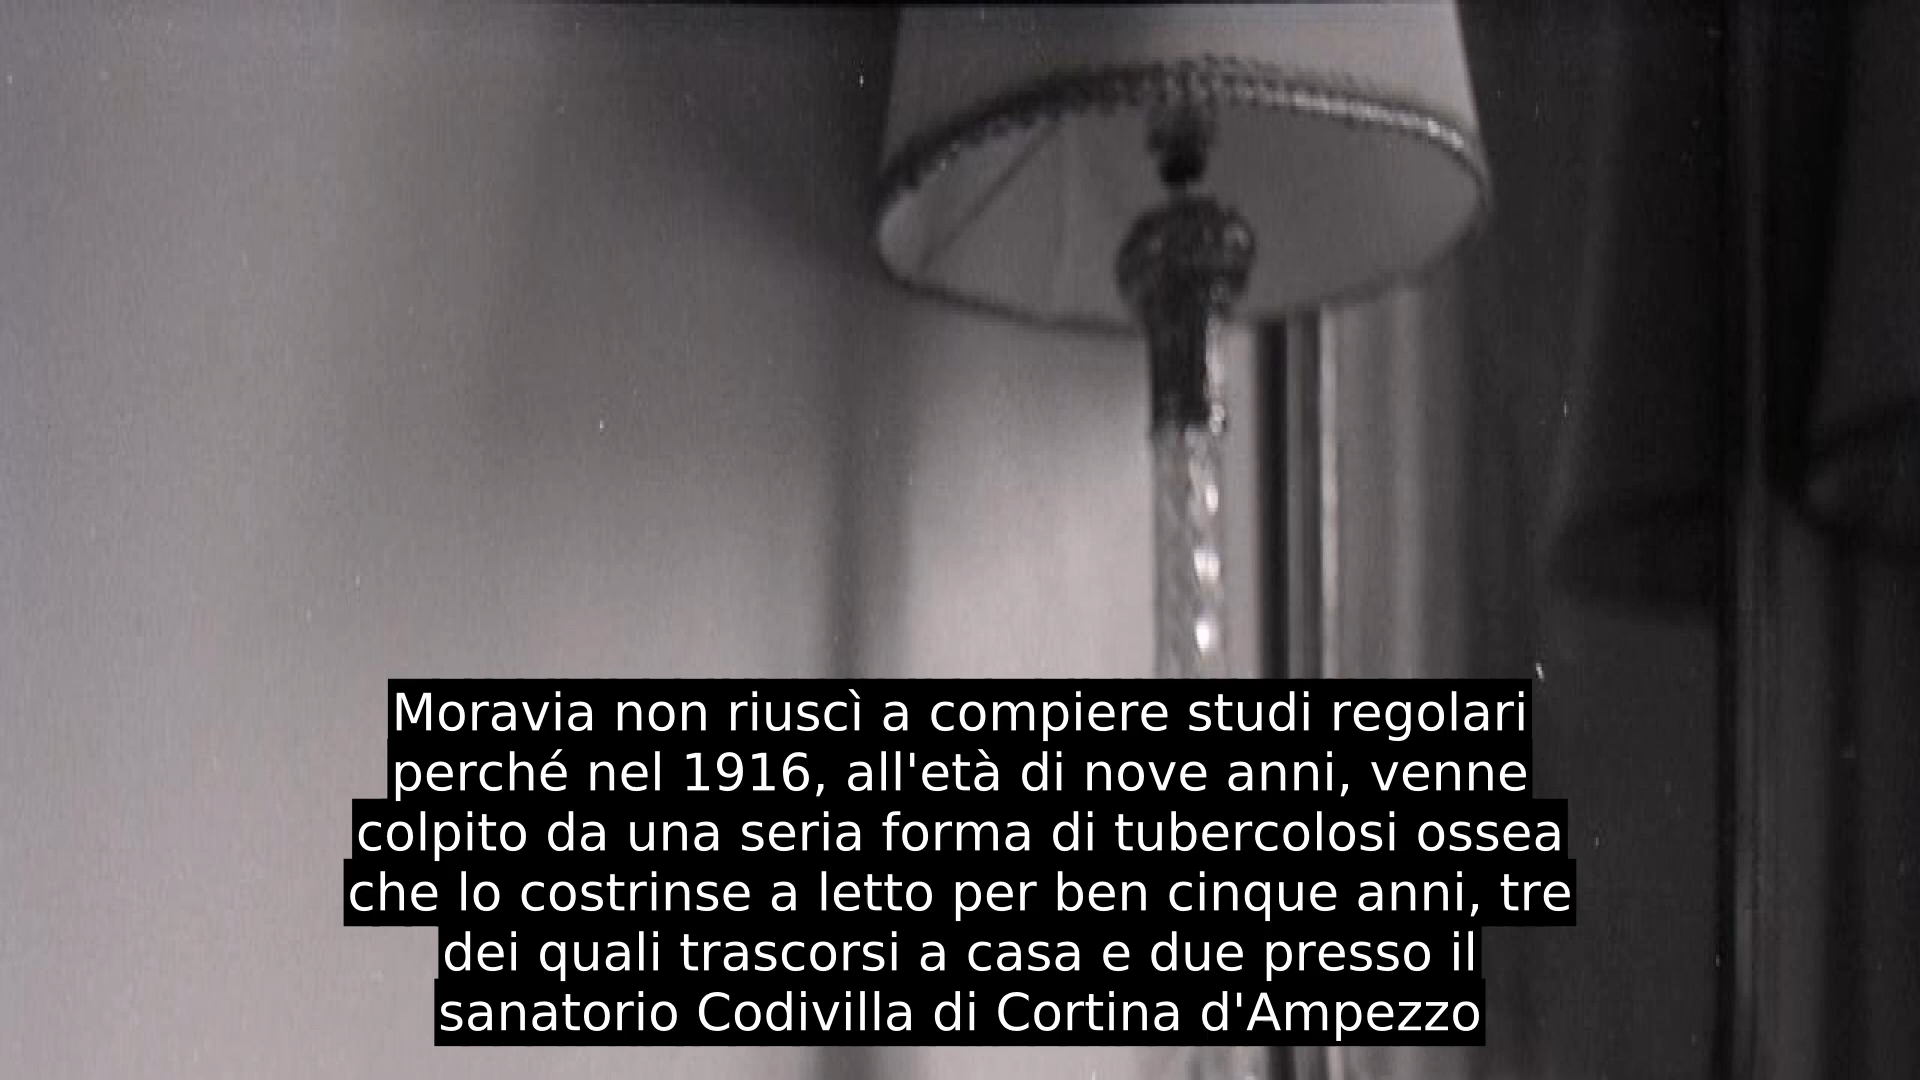 Moravia non riuscì a compiere studi regolari
perché nel 1916, all'età di nove anni, venne
colpito da una seria forma di tubercolosi ossea
che lo costrinse a letto per ben cinque anni, tre
dei quali trascorsi a casa e due presso il
sanatorio Codivilla di Cortina d'Ampezzo